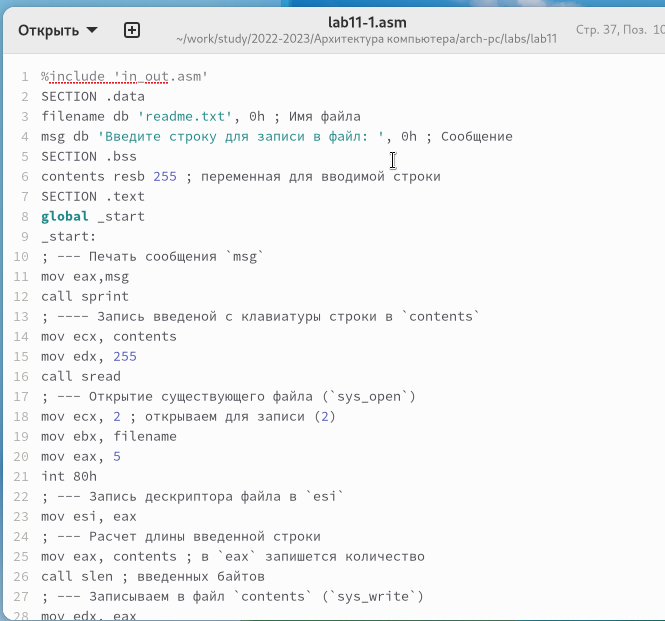 Открыть
lab11-1.asm
~/work/study/2022-2023/Архитектура компьютера/arch-pc/labs/lab11
Стр. 37, Поз. 10
1 %include 'in_out.asm'
2 SECTION .data
3 filename db 'readme.txt', 0h ; Имя файла
4 msg db 'Введите строку для записи в файл: ', 0h ; Сообщение
5 SECTION .bss
6 contents resb 255 ; переменная для вводимой строки
7 SECTION .text
8 global _start
9 _start:
10 ; --- Печать сообщения `msg`
11 mov eax,msg
12 call sprint
13 ; ---- Запись введеной с клавиатуры строки в `contents`
14 mov ecx, contents
15 mov edx, 255
16 call sread
17 ; --- Открытие существующего файла (`sys_open`)
18 mov ecx, 2 ; открываем для записи (2)
19 mov ebx, filename
20 mov eax, 5
21 int 80h
22 ; --- Запись дескриптора файла в `esi`
23 mov esi, eax
24 ; --- Расчет длины введенной строки
25 mov eax, contents ; в `eax` запишется количество
26 call slen ; введенных байтов
27 ; --- Записываем в файл `contents` (`sys_write`)
28 mov edx, eax